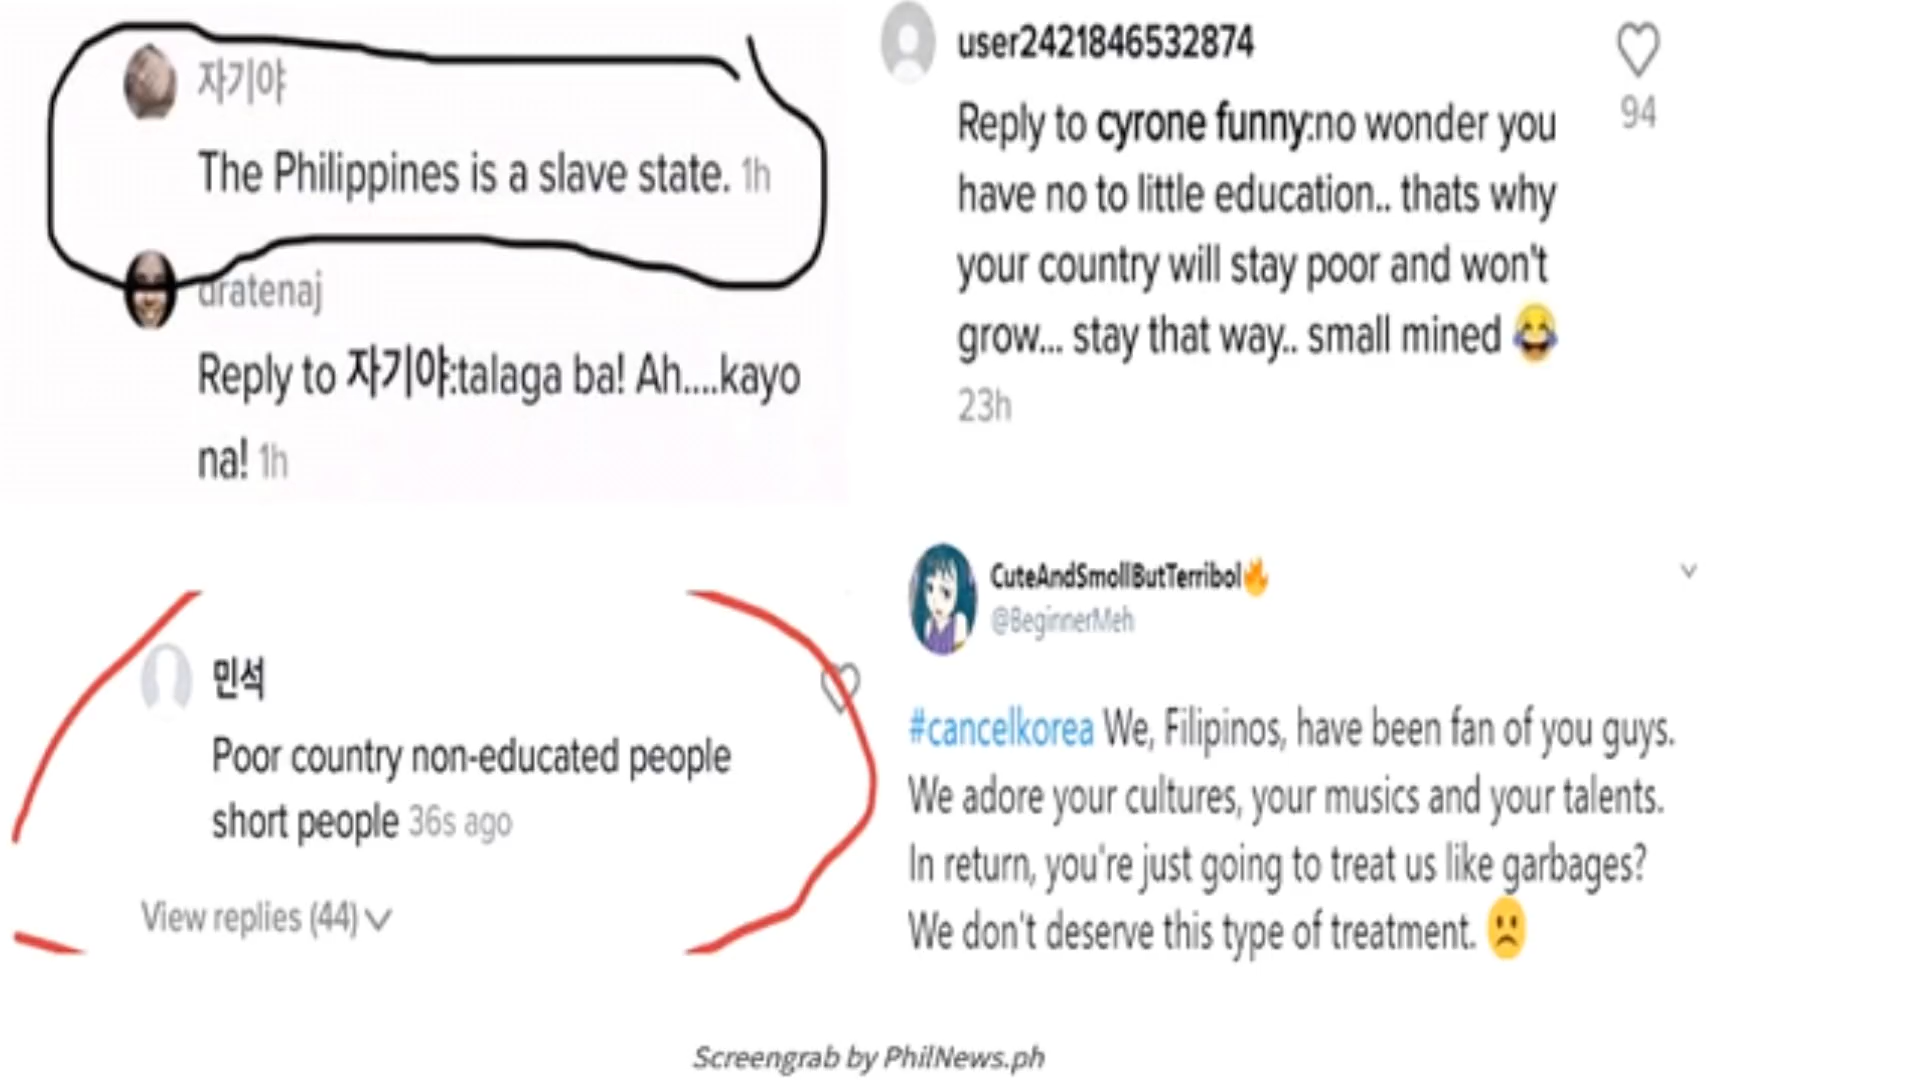 자기야
The Philippines is a slave state. 1h
dratenaj
Reply to 자기야:talaga ba! Ah....kayo
na! 1h
user2421846532874
94
Reply to cyrone funny:no wonder you
have no to little education.. thats why
your country will stay poor and won't
grow... stay that way.. small mined 😂
23h
민석
Poor country non-educated people
short people 36s ago
View replies (44)
CuteAndSmollButTerribol🔥
@BeginnerMeh
#cancelkorea We, Filipinos, have been fan of you guys.
We adore your cultures, your musics and your talents.
In return, you're just going to treat us like garbages?
We don't deserve this type of treatment. 🙁
Screengrab by PhilNews.ph